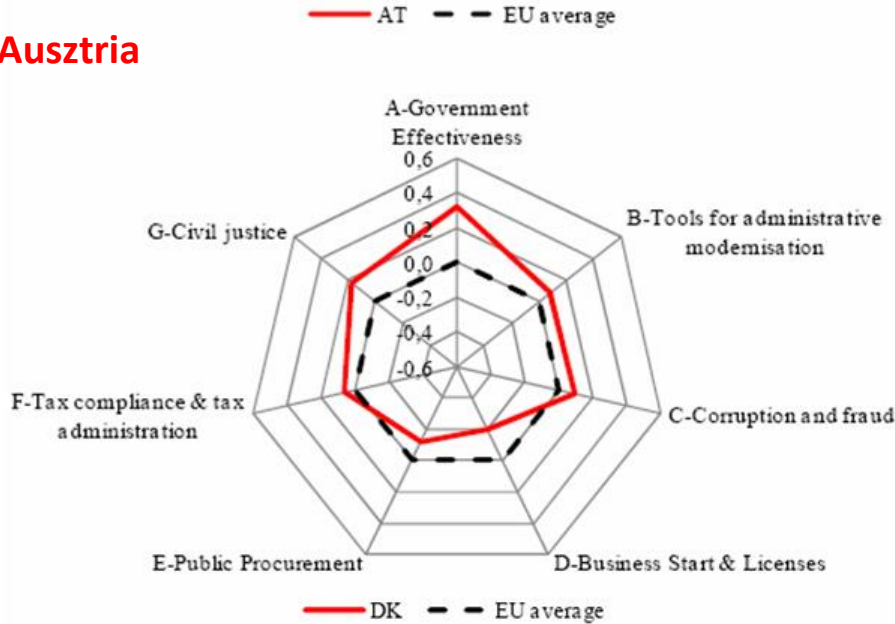 AT EU average
Ausztria
A-Government
Effectiveness
0,6
0,4
0,2
0,0
-0,2
-0,4
-0,6
B-Tools for administrative
modernisation
G-Civil justice
F-Tax compliance & tax
administration
C-Corruption and fraud
E-Public Procurement
D-Business Start & Licenses
DK EU average